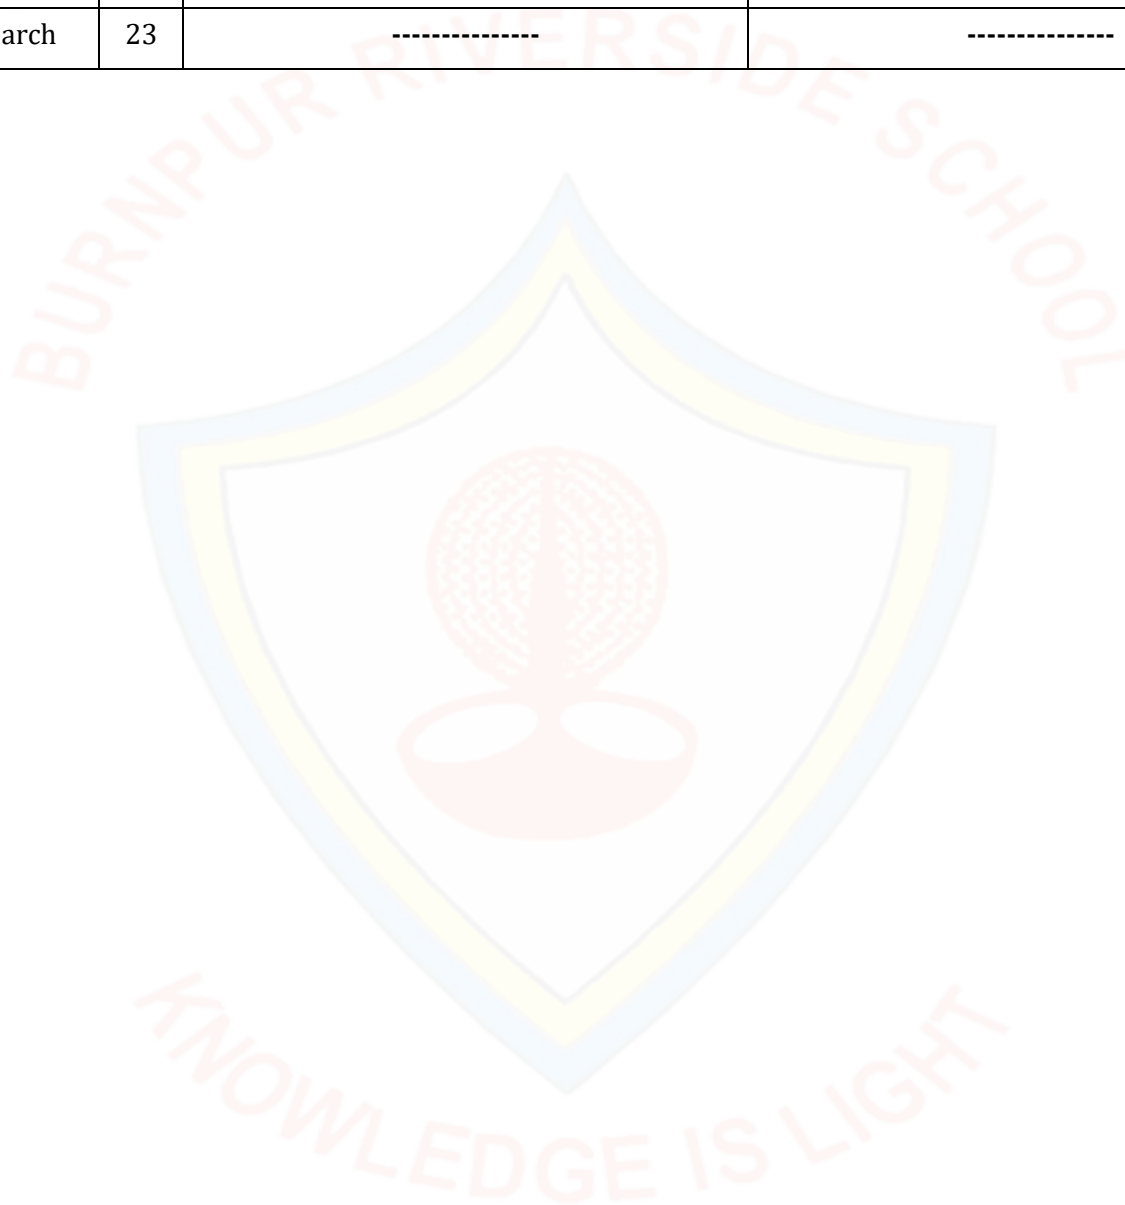 arch 23 --------------- ---------------
BURNPUR RIVERSIDE SCHOOL
KNOWLEDGE IS LIGHT